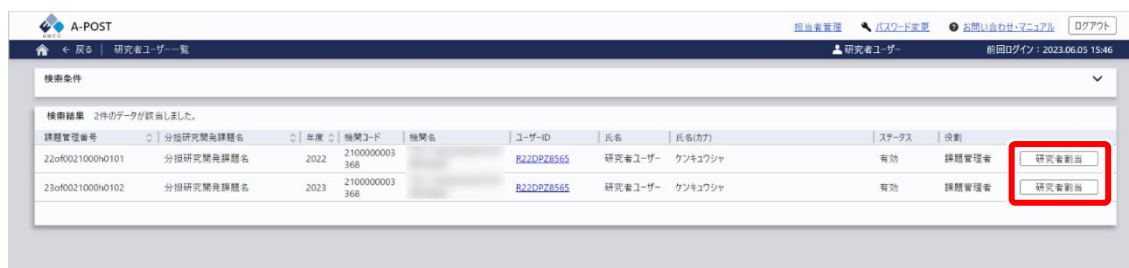 A-POST
AMED
担当者管理 パスワード変更 お問い合わせ・マニュアル ログアウト
← 戻る 研究者ユーザー一覧 研究者ユーザー 前回ログイン：2023.06.05 15:46
検索条件
検索結果 2件のデータが該当しました。
課題管理番号 分担研究開発課題名 年度 機関コード 機関名 ユーザーID 氏名 氏名(カナ) ステータス 役割
22of0021000h0101 分担研究開発課題名 2022 2100000003 R22DPZ8565 研究者ユーザー ケンキュウシャ 有効 課題管理者 研究者割当
368
23of0021000h0102 分担研究開発課題名 2023 2100000003 R22DPZ8565 研究者ユーザー ケンキュウシャ 有効 課題管理者 研究者割当
368